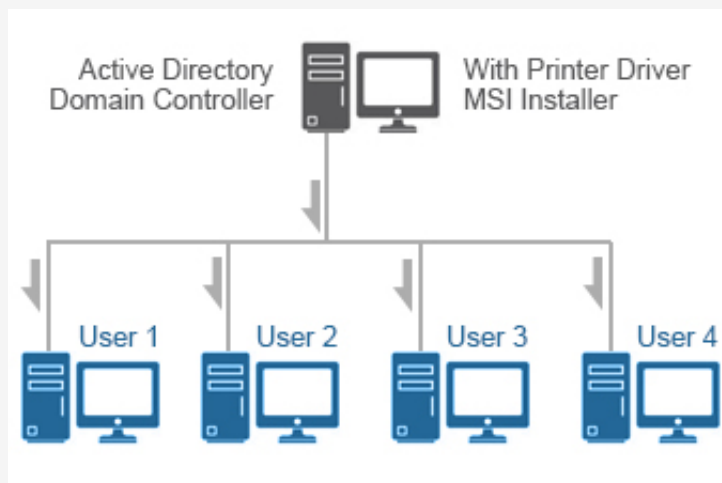 Active Directory
Domain Controller
With Printer Driver
MSI Installer
User 1
User 2
User 3
User 4